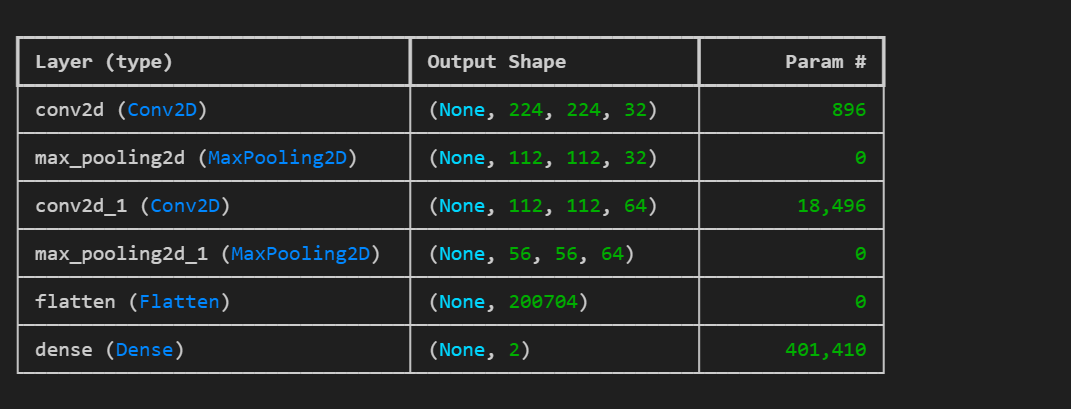 Layer (type) Output Shape Param #
conv2d (Conv2D) (None, 224, 224, 32) 896
max_pooling2d (MaxPooling2D) (None, 112, 112, 32) 0
conv2d_1 (Conv2D) (None, 112, 112, 64) 18,496
max_pooling2d_1 (MaxPooling2D) (None, 56, 56, 64) 0
flatten (Flatten) (None, 200704) 0
dense (Dense) (None, 2) 401,410